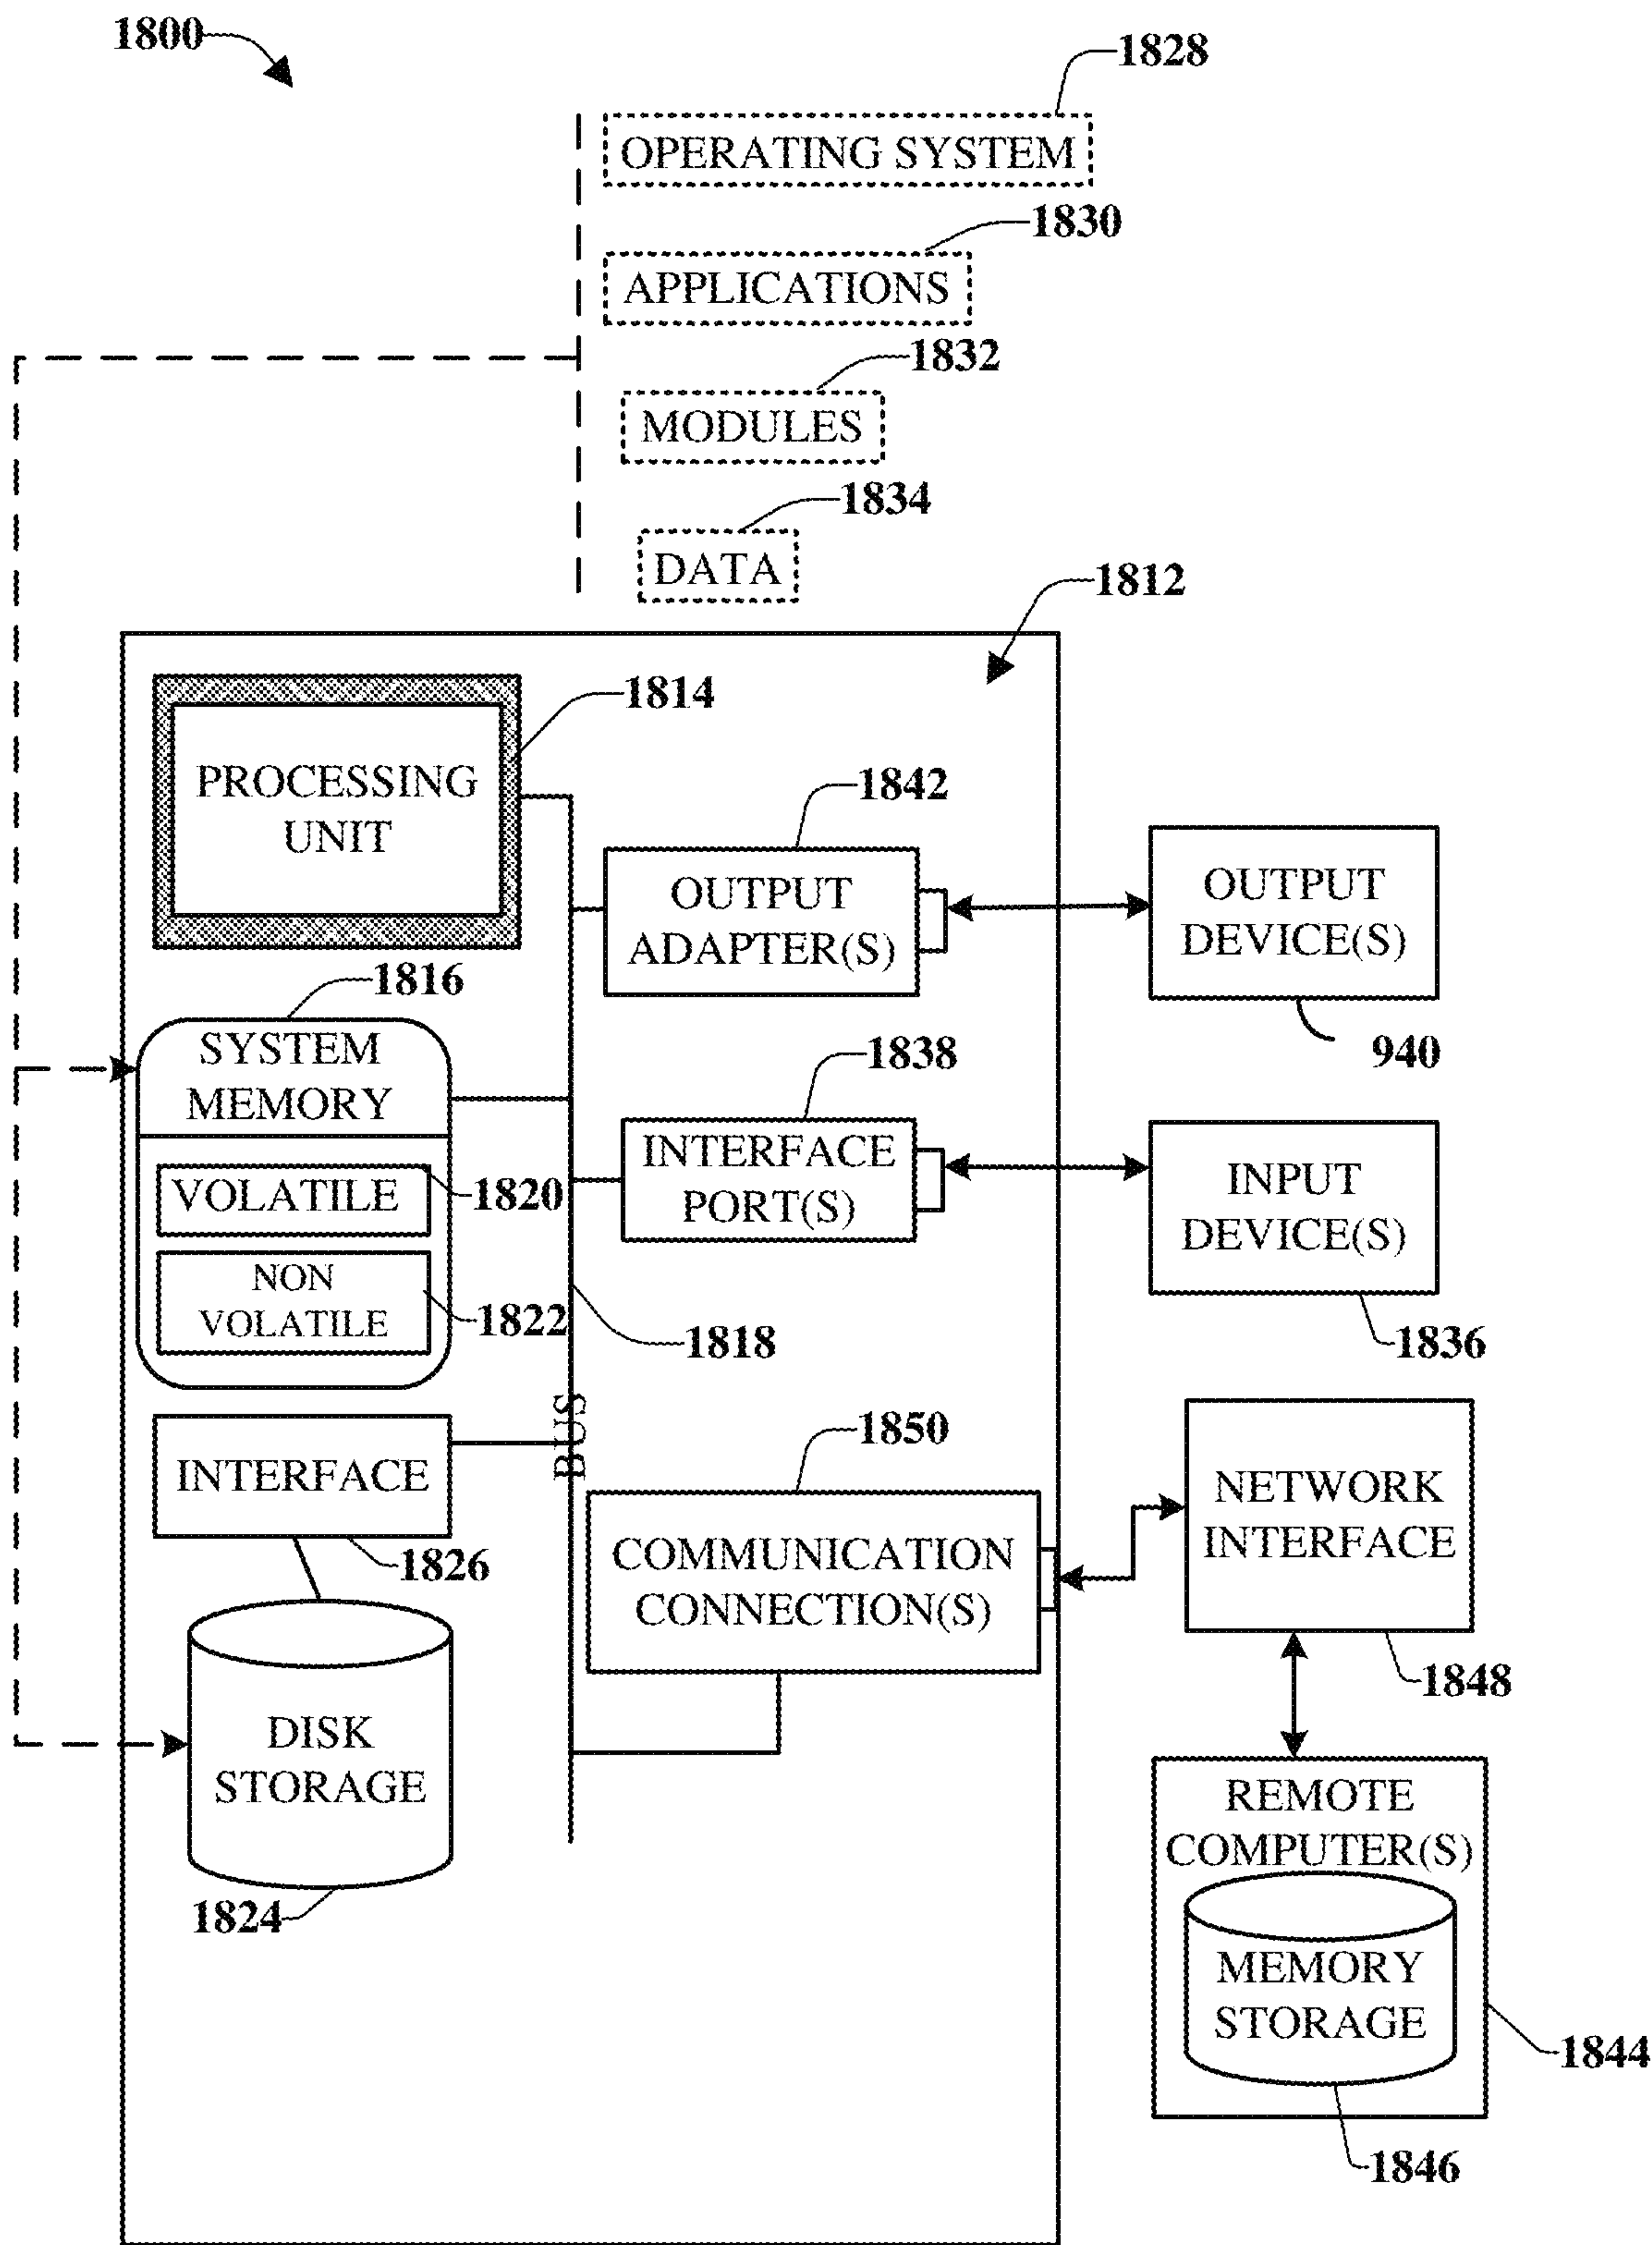 1800
1828
OPERATING SYSTEM
1830
APPLICATIONS
1832
MODULES
1834
DATA
1812
1814
PROCESSING
UNIT
1842
OUTPUT
ADAPTER(S)
OUTPUT
DEVICE(S)
940
1816
SYSTEM
MEMORY
VOLATILE
1820
NON
VOLATILE
1822
1838
INTERFACE
PORT(S)
INPUT
DEVICE(S)
1836
1818
BUS
INTERFACE
1826
1850
COMMUNICATION
CONNECTION(S)
NETWORK
INTERFACE
1848
DISK
STORAGE
1824
REMOTE
COMPUTER(S)
MEMORY
STORAGE
1844
1846